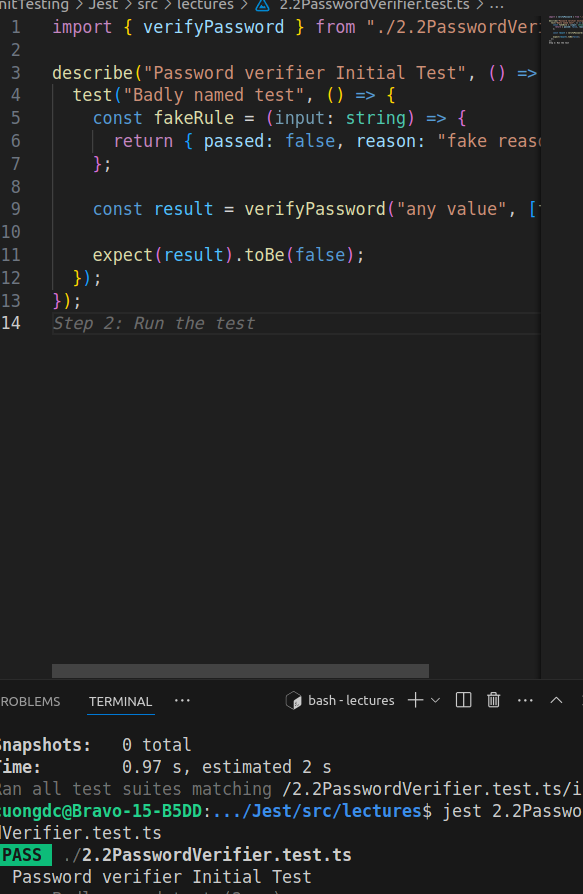 nitTesting > Jest > src > lectures > 2.2PasswordVerifier.test.ts > ...
1 import { verifyPassword } from "./2.2PasswordVer
2
3 describe("Password verifier Initial Test", () =>
4 test("Badly named test", () => {
5 const fakeRule = (input: string) => {
6 return { passed: false, reason: "fake reaso
7 };
8
9 const result = verifyPassword("any value", [
10
11 expect(result).toBe(false);
12 });
13 });
14 Step 2: Run the test
ROBLEMS TERMINAL ... bash - lectures
Snapshots: 0 total
Time: 0.97 s, estimated 2 s
Ran all test suites matching /2.2PasswordVerifier.test.ts/i
cuongdc@Bravo-15-B5DD:.../Jest/src/lectures$ jest 2.2Passwo
dVerifier.test.ts
PASS ./2.2PasswordVerifier.test.ts
Password verifier Initial Test